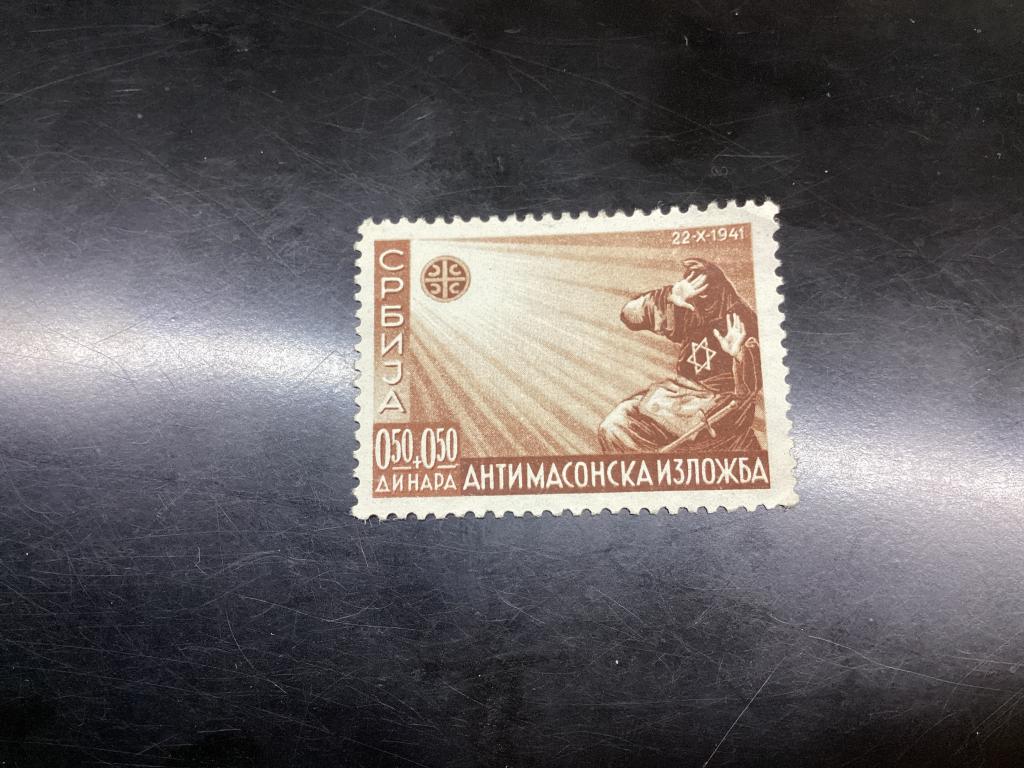 22-X-1941
СРБИЈА
0.50+0.50
ДИНАРА
АНТИМАСОНСКА ИЗЛОЖБА